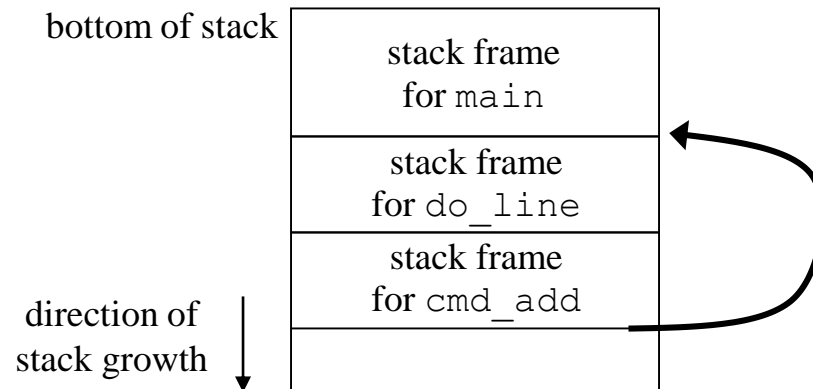 bottom of stack
stack frame
for main
stack frame
for do_line
stack frame
for cmd_add
direction of
stack growth